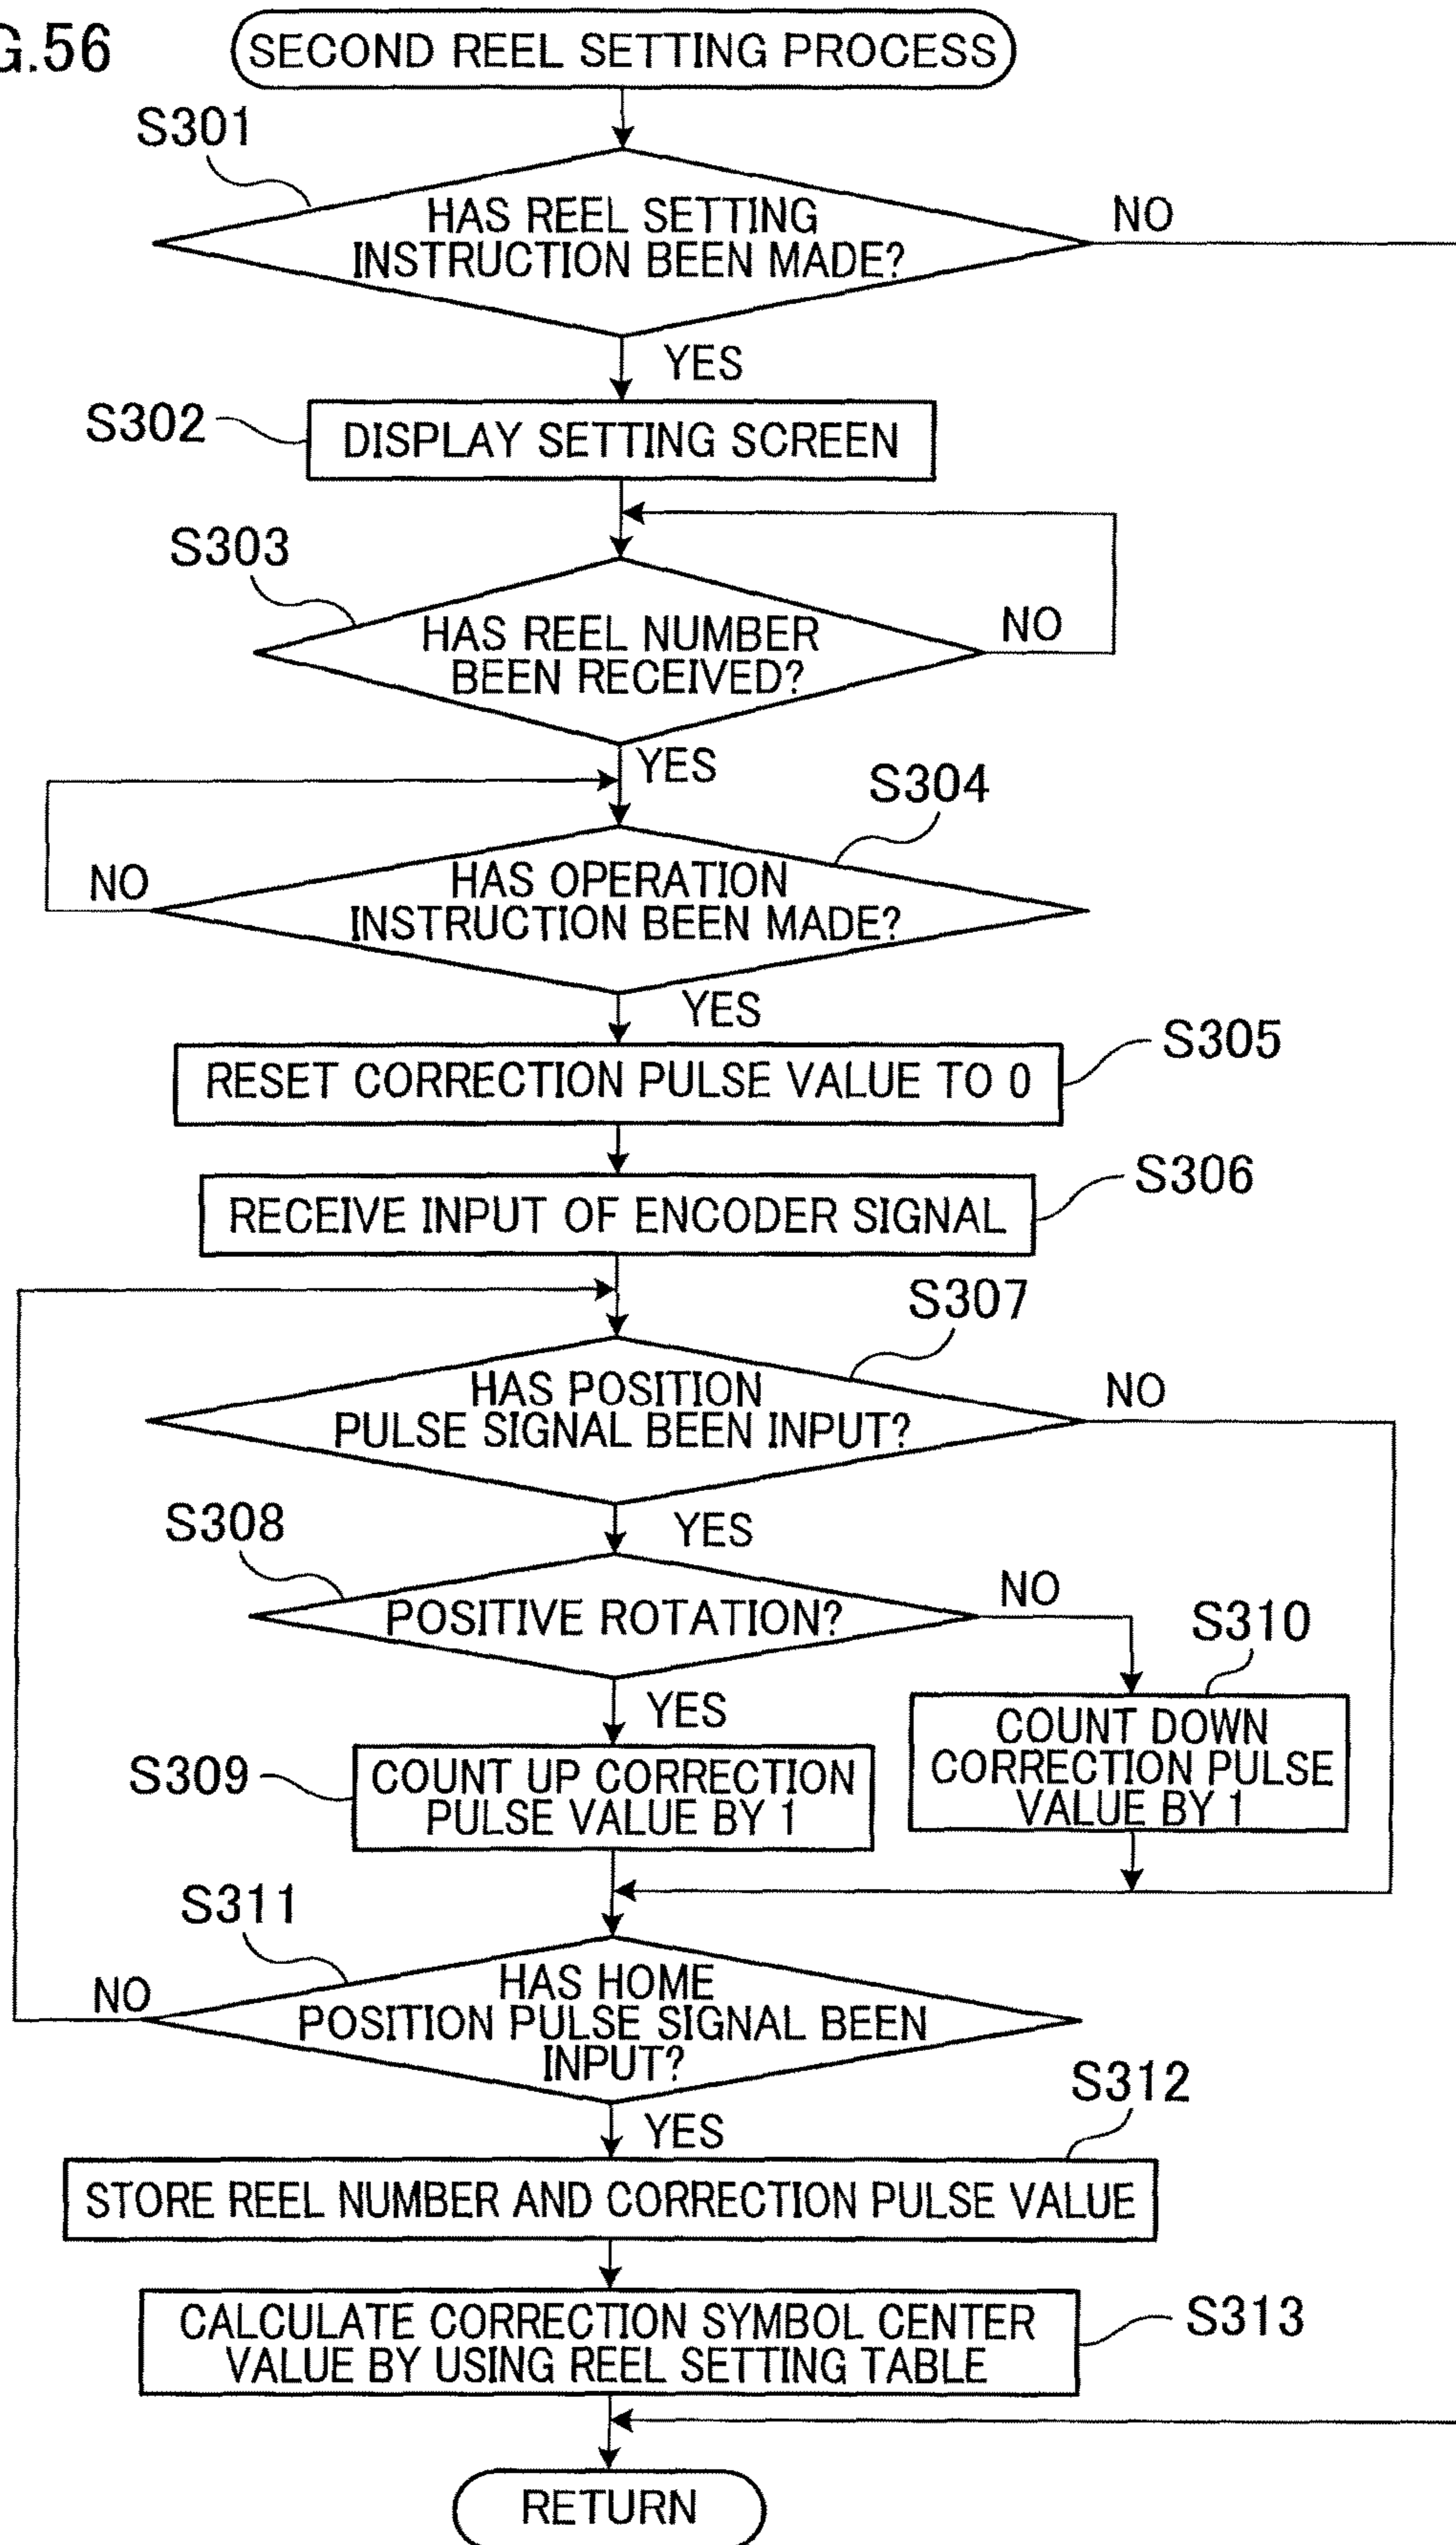 G.56
SECOND REEL SETTING PROCESS
S301
HAS REEL SETTING
INSTRUCTION BEEN MADE?
NO
YES
S302
DISPLAY SETTING SCREEN
S303
HAS REEL NUMBER
BEEN RECEIVED?
NO
YES
S304
HAS OPERATION
INSTRUCTION BEEN MADE?
NO
YES
S305
RESET CORRECTION PULSE VALUE TO 0
S306
RECEIVE INPUT OF ENCODER SIGNAL
S307
HAS POSITION
PULSE SIGNAL BEEN INPUT?
NO
YES
S308
POSITIVE ROTATION?
NO
YES
S310
COUNT DOWN
CORRECTION PULSE
VALUE BY 1
S309
COUNT UP CORRECTION
PULSE VALUE BY 1
S311
HAS HOME
POSITION PULSE SIGNAL BEEN
INPUT?
NO
YES
S312
STORE REEL NUMBER AND CORRECTION PULSE VALUE
S313
CALCULATE CORRECTION SYMBOL CENTER
VALUE BY USING REEL SETTING TABLE
RETURN